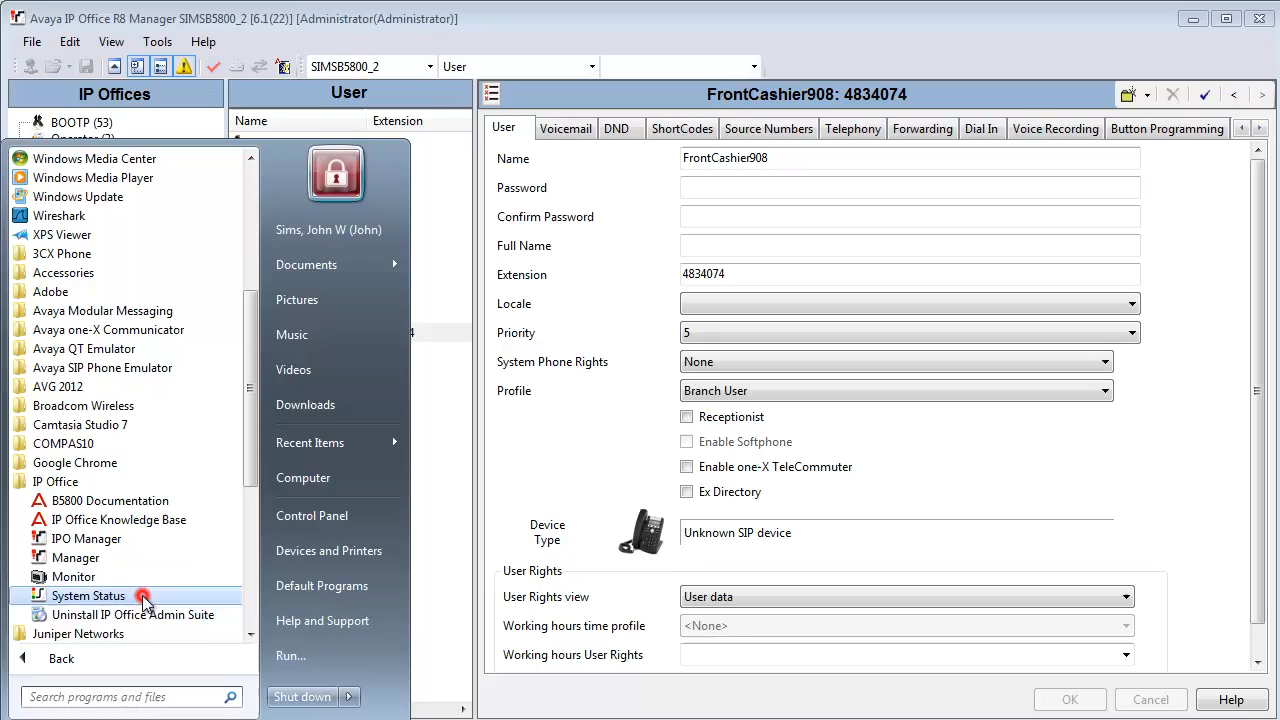 Avaya IP Office R8 Manager SIMSB5800_2 [6.1(22)] [Administrator(Administrator)]
File Edit View Tools Help
SIMSB5800_2 User
IP Offices
User
FrontCashier908: 4834074
Name Extension
BOOTP (53)
User Voicemail DND ShortCodes Source Numbers Telephony Forwarding Dial In Voice Recording Button Programming
Windows Media Center
Windows Media Player
Windows Update
Wireshark
XPS Viewer
3CX Phone
Accessories
Adobe
Avaya Modular Messaging
Avaya one-X Communicator
Avaya QT Emulator
Avaya SIP Phone Emulator
AVG 2012
Broadcom Wireless
Camtasia Studio 7
COMPAS10
Google Chrome
IP Office
B5800 Documentation
IP Office Knowledge Base
IPO Manager
Manager
Monitor
System Status
Uninstall IP Office Admin Suite
Juniper Networks
Back
Search programs and files
Sims, John W (John)
Documents
Pictures
Music
Videos
Downloads
Recent Items
Computer
Control Panel
Devices and Printers
Default Programs
Help and Support
Run...
Shut down
4
Name FrontCashier908
Password
Confirm Password
Full Name
Extension 4834074
Locale
Priority 5
System Phone Rights None
Profile Branch User
Receptionist
Enable Softphone
Enable one-X TeleCommuter
Ex Directory
Device
Type
Unknown SIP device
User Rights
User Rights view User data
Working hours time profile <None>
Working hours User Rights
OK Cancel Help